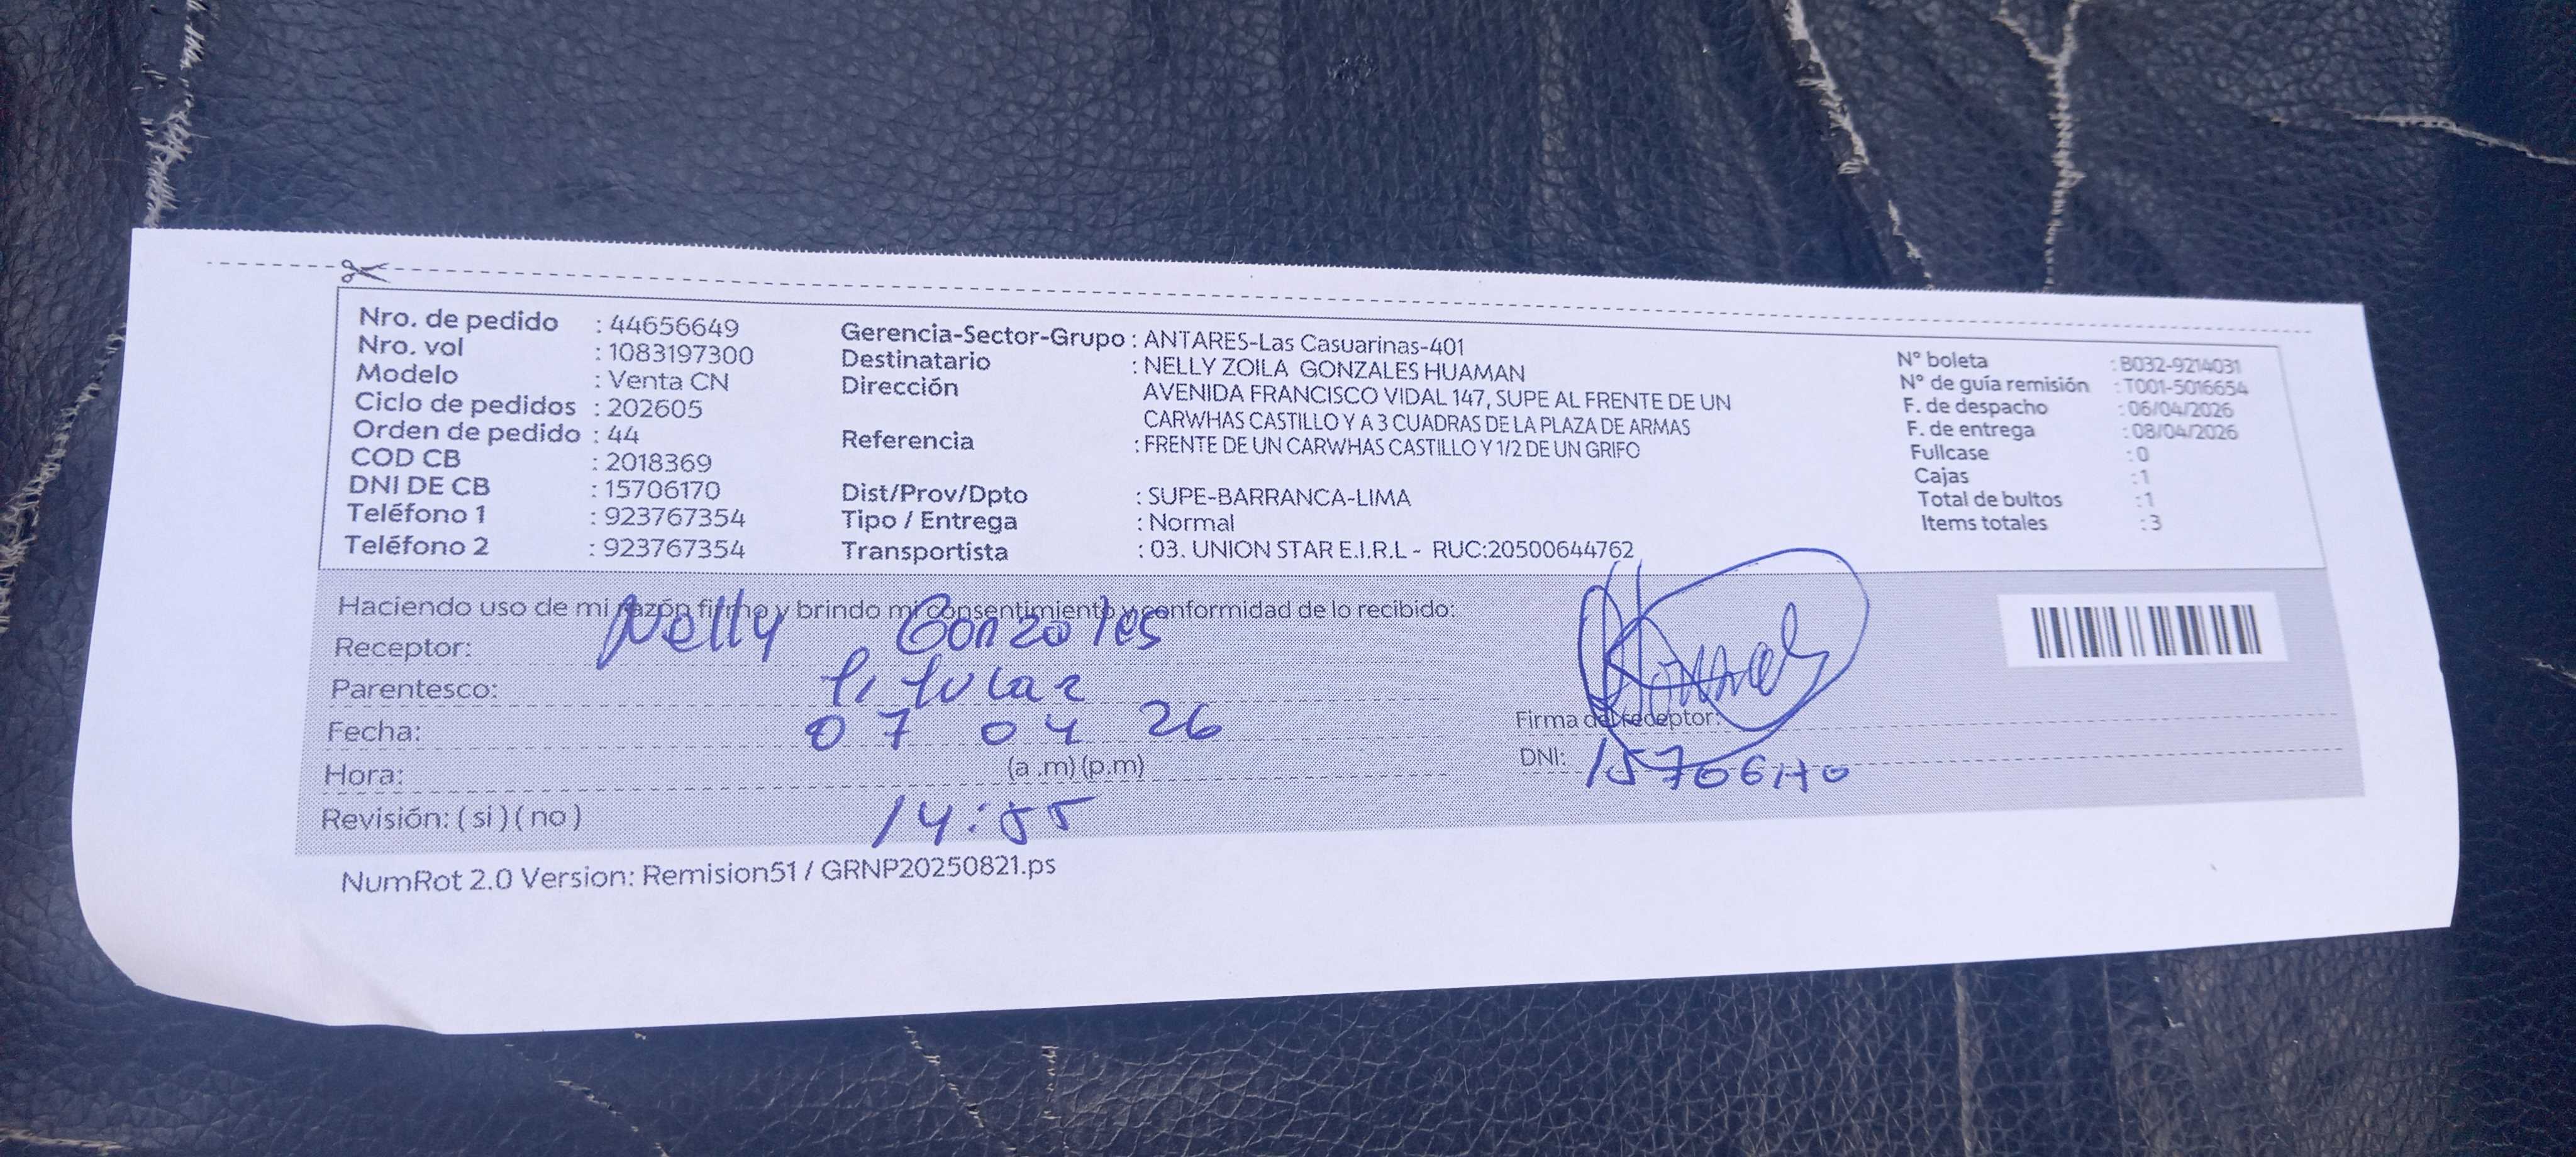 Nro. de pedido : 44656649
Nro. vol : 1083197300
Modelo : Venta CN
Ciclo de pedidos : 202605
Orden de pedido : 44
COD CB : 2018369
DNI DE CB : 15706170
Teléfono 1 : 923767354
Teléfono 2 : 923767354
Gerencia-Sector-Grupo : ANTARES-Las Casuarinas-401
Destinatario : NELLY ZOILA GONZALES HUAMAN
Dirección AVENIDA FRANCISCO VIDAL 147, SUPE AL FRENTE DE UN
CARWHAS CASTILLO Y A 3 CUADRAS DE LA PLAZA DE ARMAS
Referencia : FRENTE DE UN CARWHAS CASTILLO Y 1/2 DE UN GRIFO
Dist/Prov/Dpto : SUPE-BARRANCA-LIMA
Tipo / Entrega : Normal
Transportista : 03. UNION STAR E.I.R.L - RUC:20500644762
N° boleta : B032-9214031
N° de guía remisión : T001-5016654
F. de despacho : 06/04/2026
F. de entrega : 08/04/2026
Fullcase : 0
Cajas : 1
Total de bultos : 1
Items totales : 3
Haciendo uso de mi razón firmo y brindo mi consentimiento y conformidad de lo recibido:
Receptor: Nelly Gonzales
Parentesco: Titular
Fecha: 07 04 26
Hora: (a .m) (p.m)
14:55
Revisión: ( si ) ( no )
Firma del receptor:
DNI: 15706170
NumRot 2.0 Version: Remision51 / GRNP20250821.ps